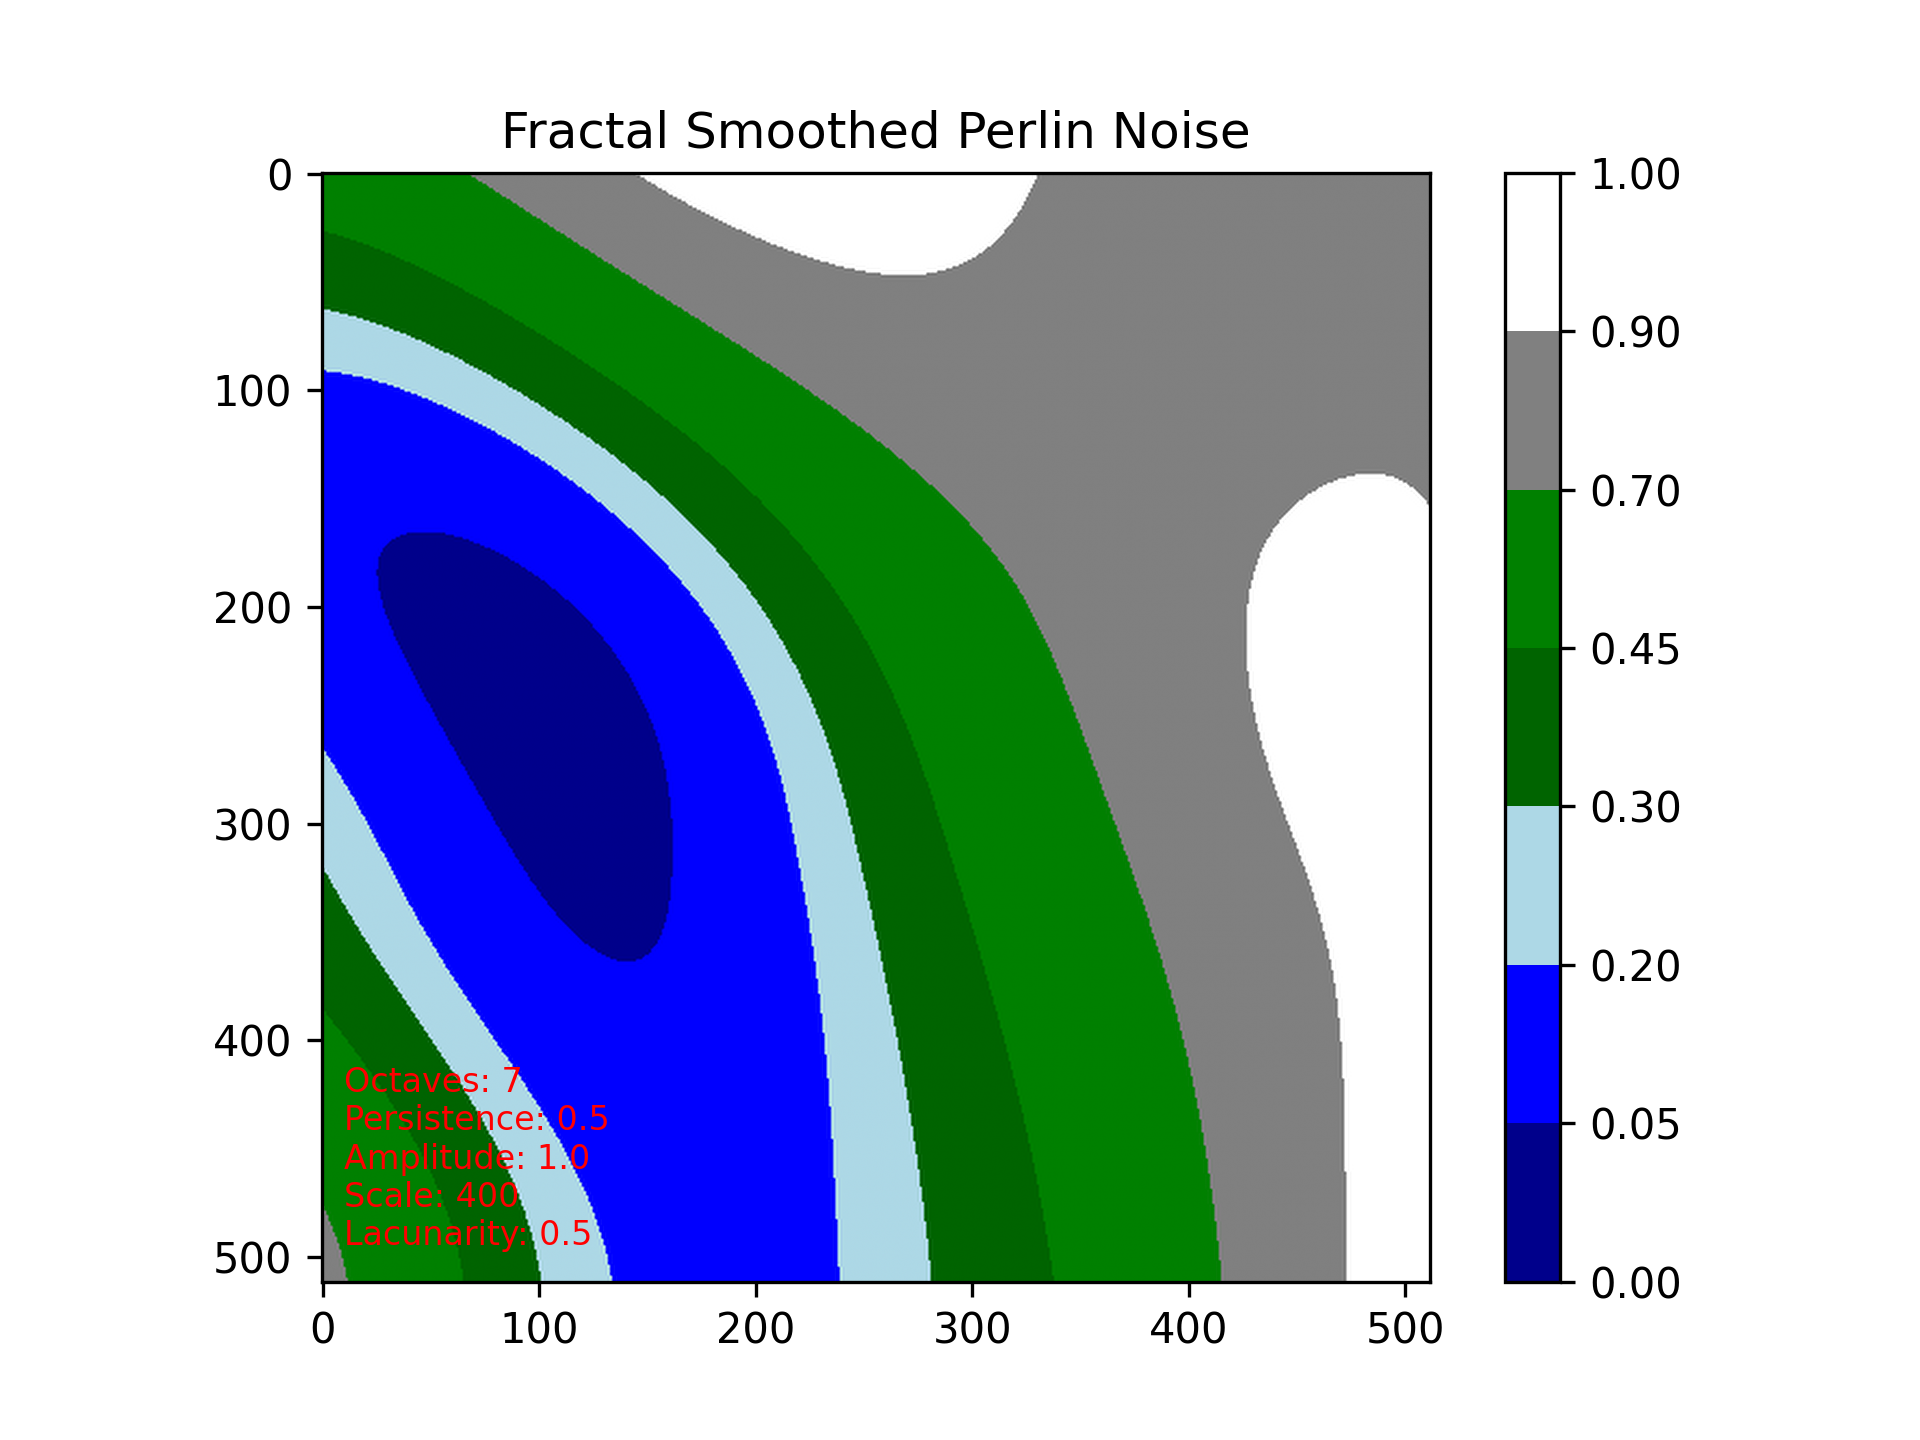 Fractal Smoothed Perlin Noise
0
100
200
300
400
500
Octaves: 7
Persistence: 0.5
Amplitude: 1.0
Scale: 400
Lacunarity: 0.5
0 100 200 300 400 500
1.00
0.90
0.70
0.45
0.30
0.20
0.05
0.00